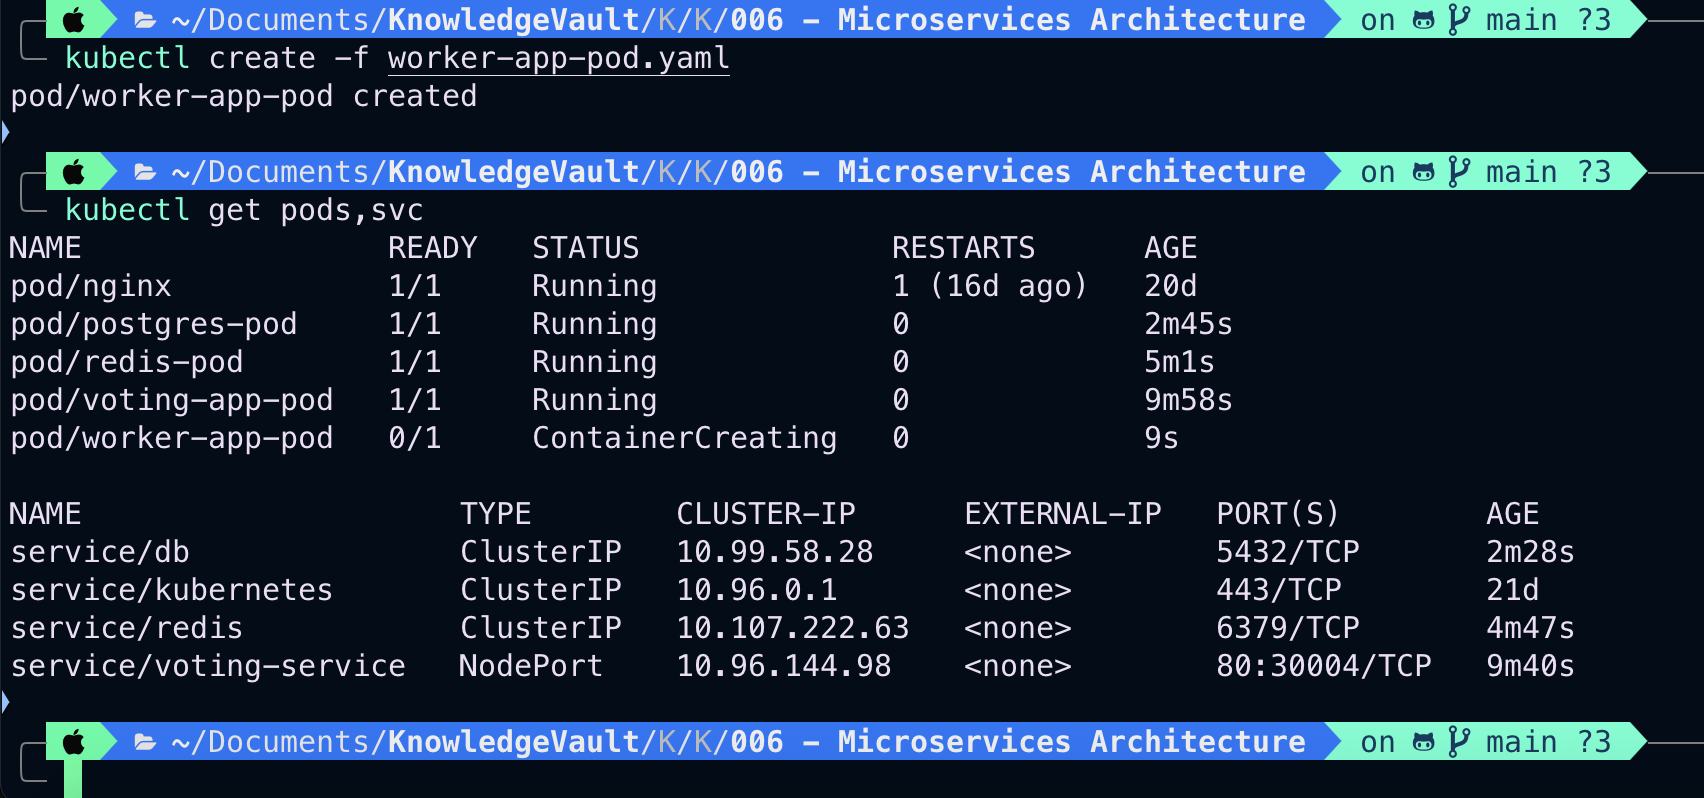 ~/Documents/KnowledgeVault/K/K/006 – Microservices Architecture on main ?3
kubectl create -f worker-app-pod.yaml
pod/worker-app-pod created
~/Documents/KnowledgeVault/K/K/006 – Microservices Architecture on main ?3
kubectl get pods,svc
NAME READY STATUS RESTARTS AGE
pod/nginx 1/1 Running 1 (16d ago) 20d
pod/postgres-pod 1/1 Running 0 2m45s
pod/redis-pod 1/1 Running 0 5m1s
pod/voting-app-pod 1/1 Running 0 9m58s
pod/worker-app-pod 0/1 ContainerCreating 0 9s
NAME TYPE CLUSTER-IP EXTERNAL-IP PORT(S) AGE
service/db ClusterIP 10.99.58.28 <none> 5432/TCP 2m28s
service/kubernetes ClusterIP 10.96.0.1 <none> 443/TCP 21d
service/redis ClusterIP 10.107.222.63 <none> 6379/TCP 4m47s
service/voting-service NodePort 10.96.144.98 <none> 80:30004/TCP 9m40s
~/Documents/KnowledgeVault/K/K/006 – Microservices Architecture on main ?3